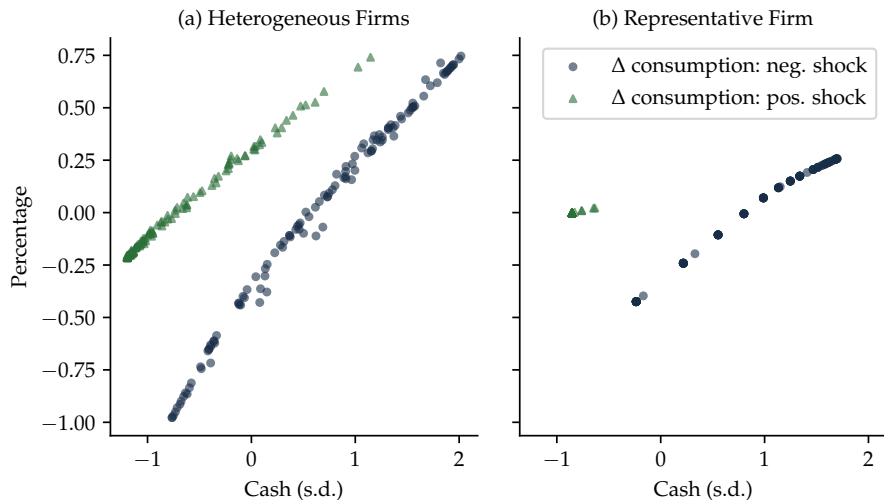 (a) Heterogeneous Firms
(b) Representative Firm
Δ consumption: neg. shock
Δ consumption: pos. shock
Percentage
0.75
0.50
0.25
0.00
−0.25
−0.50
−0.75
−1.00
−1 0 1 2
−1 0 1 2
Cash (s.d.)
Cash (s.d.)